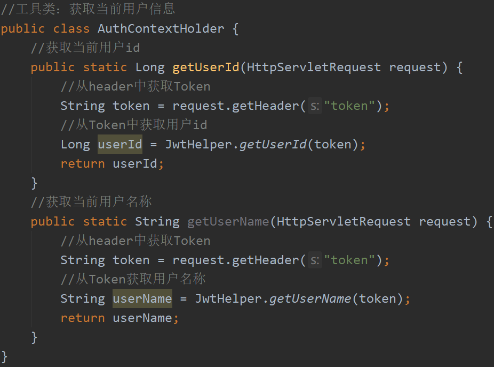 //工具类：获取当前用户信息
public class AuthContextHolder {
//获取当前用户id
public static Long getUserId(HttpServletRequest request) {
//从header中获取Token
String token = request.getHeader( s: "token");
//从Token中获取用户id
Long userId = JwtHelper.getUserId(token);
return userId;
}
//获取当前用户名称
public static String getUserName(HttpServletRequest request) {
//从header中获取Token
String token = request.getHeader( s: "token");
//从Token获取用户名称
String userName = JwtHelper.getUserName(token);
return userName;
}
}